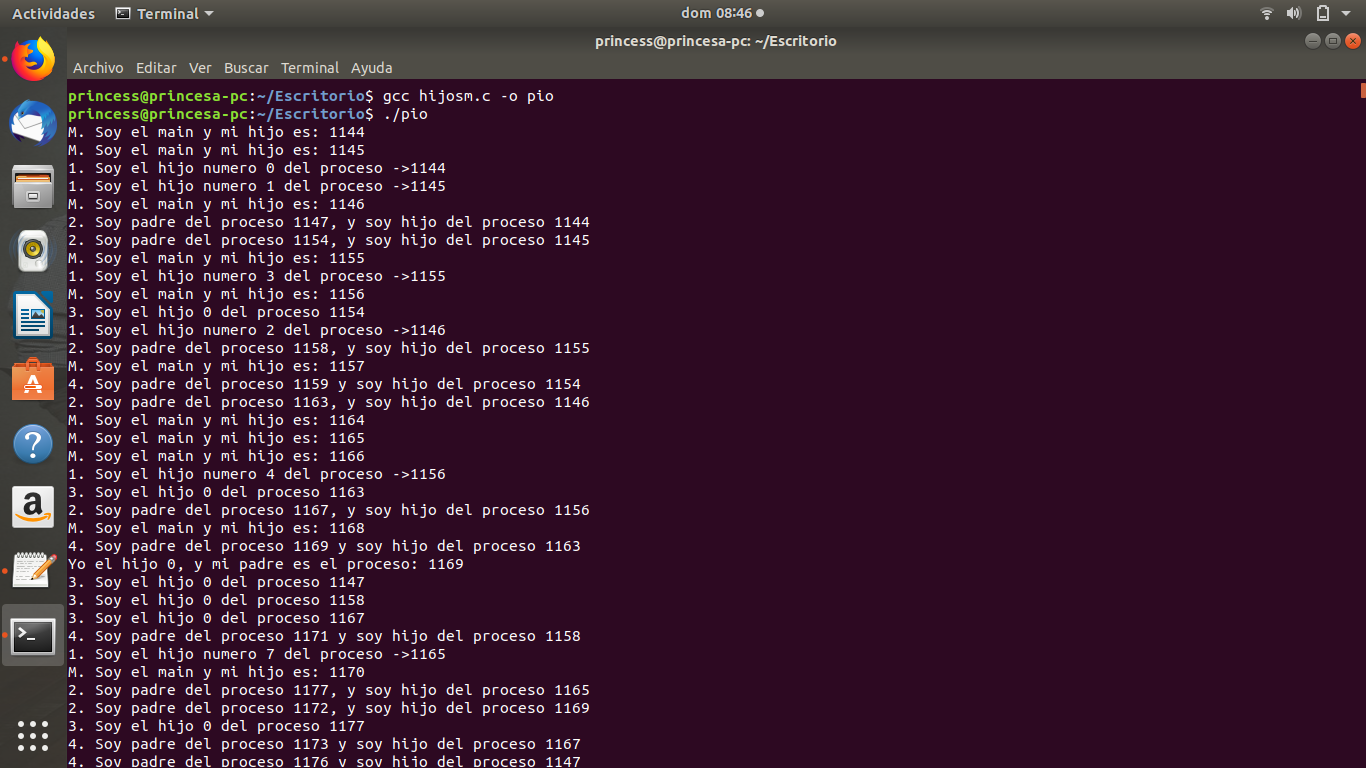 Actividades Terminal dom 08:46
princess@princesa-pc: ~/Escritorio
Archivo Editar Ver Buscar Terminal Ayuda
princess@princesa-pc:~/Escritorio$ gcc hijosm.c -o pio
princess@princesa-pc:~/Escritorio$ ./pio
M. Soy el main y mi hijo es: 1144
M. Soy el main y mi hijo es: 1145
1. Soy el hijo numero 0 del proceso ->1144
1. Soy el hijo numero 1 del proceso ->1145
M. Soy el main y mi hijo es: 1146
2. Soy padre del proceso 1147, y soy hijo del proceso 1144
2. Soy padre del proceso 1154, y soy hijo del proceso 1145
M. Soy el main y mi hijo es: 1155
1. Soy el hijo numero 3 del proceso ->1155
M. Soy el main y mi hijo es: 1156
3. Soy el hijo 0 del proceso 1154
1. Soy el hijo numero 2 del proceso ->1146
2. Soy padre del proceso 1158, y soy hijo del proceso 1155
M. Soy el main y mi hijo es: 1157
4. Soy padre del proceso 1159 y soy hijo del proceso 1154
2. Soy padre del proceso 1163, y soy hijo del proceso 1146
M. Soy el main y mi hijo es: 1164
M. Soy el main y mi hijo es: 1165
M. Soy el main y mi hijo es: 1166
1. Soy el hijo numero 4 del proceso ->1156
3. Soy el hijo 0 del proceso 1163
2. Soy padre del proceso 1167, y soy hijo del proceso 1156
M. Soy el main y mi hijo es: 1168
4. Soy padre del proceso 1169 y soy hijo del proceso 1163
Yo el hijo 0, y mi padre es el proceso: 1169
3. Soy el hijo 0 del proceso 1147
3. Soy el hijo 0 del proceso 1158
3. Soy el hijo 0 del proceso 1167
4. Soy padre del proceso 1171 y soy hijo del proceso 1158
1. Soy el hijo numero 7 del proceso ->1165
M. Soy el main y mi hijo es: 1170
2. Soy padre del proceso 1177, y soy hijo del proceso 1165
2. Soy padre del proceso 1172, y soy hijo del proceso 1169
3. Soy el hijo 0 del proceso 1177
4. Soy padre del proceso 1173 y soy hijo del proceso 1167
4. Soy padre del proceso 1176 y soy hijo del proceso 1147